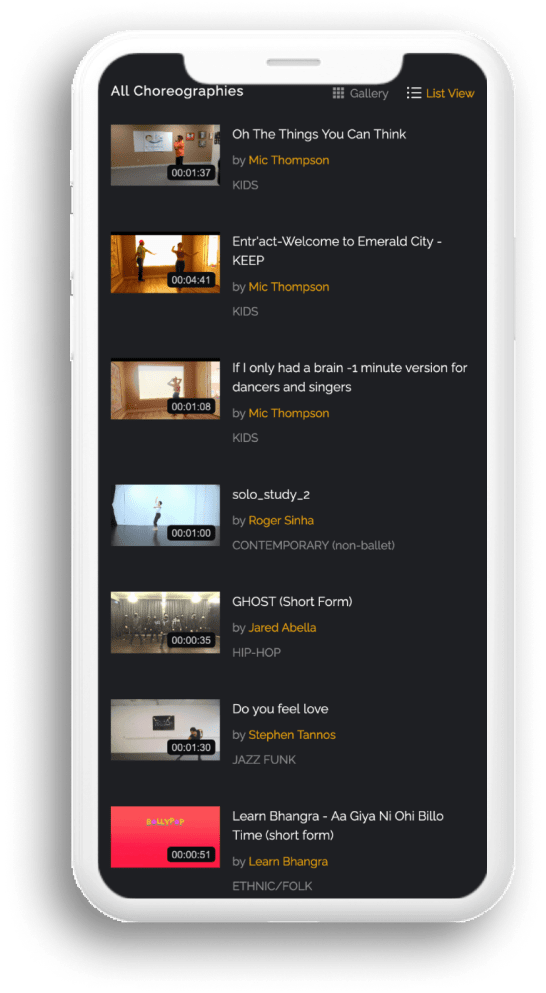 All Choreographies
Gallery
List View
Oh The Things You Can Think
by Mic Thompson
KIDS
00:01:37
Entr'act-Welcome to Emerald City -
KEEP
by Mic Thompson
KIDS
00:04:41
If I only had a brain -1 minute version for
dancers and singers
by Mic Thompson
KIDS
00:01:08
solo_study_2
by Roger Sinha
CONTEMPORARY (non-ballet)
00:01:00
GHOST (Short Form)
by Jared Abella
HIP-HOP
00:00:35
Do you feel love
by Stephen Tannos
JAZZ FUNK
00:01:30
BOLLYPOP
Learn Bhangra - Aa Giya Ni Ohi Billo
Time (short form)
by Learn Bhangra
ETHNIC/FOLK
00:00:51